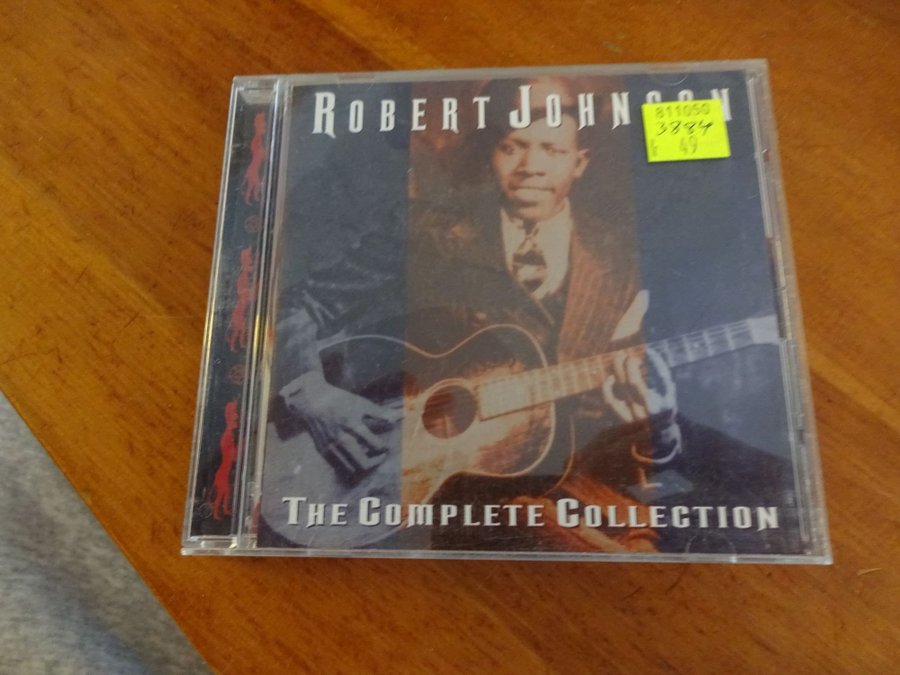 ROBERT JOHNSON
811050
3884
49
THE COMPLETE COLLECTION